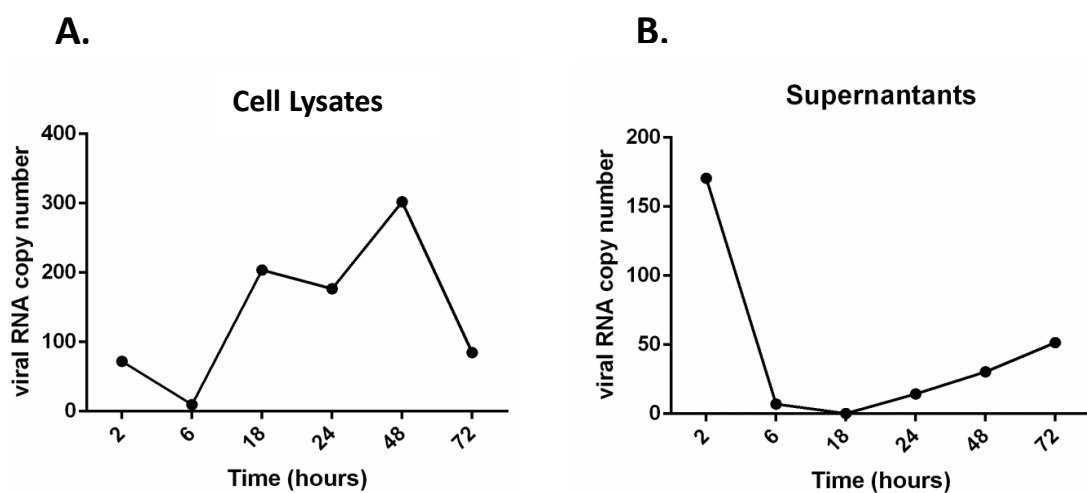 A.
Cell Lysates
viral RNA copy number
400
300
200
100
0
2
6
18
24
48
72
Time (hours)
B.
Supernantants
viral RNA copy number
200
150
100
50
0
2
6
18
24
48
72
Time (hours)